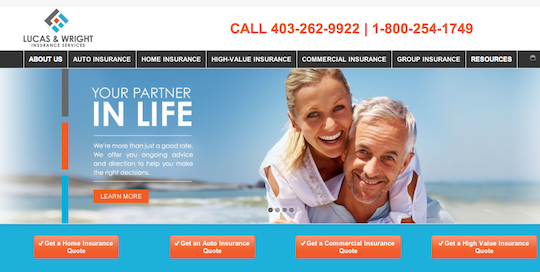 LUCAS & WRIGHT
INSURANCE SERVICES
CALL 403-262-9922 | 1-800-254-1749
ABOUT US AUTO INSURANCE HOME INSURANCE HIGH-VALUE INSURANCE COMMERCIAL INSURANCE GROUP INSURANCE RESOURCES
YOUR PARTNER
IN LIFE
We're more than just a good rate.
We offer you ongoing advice
and direction to help you make
the right decisions.
LEARN MORE
✔Get a Home Insurance
Quote
✔Get an Auto Insurance
Quote
✔Get a Commercial Insurance
Quote
✔Get a High Value Insurance
Quote